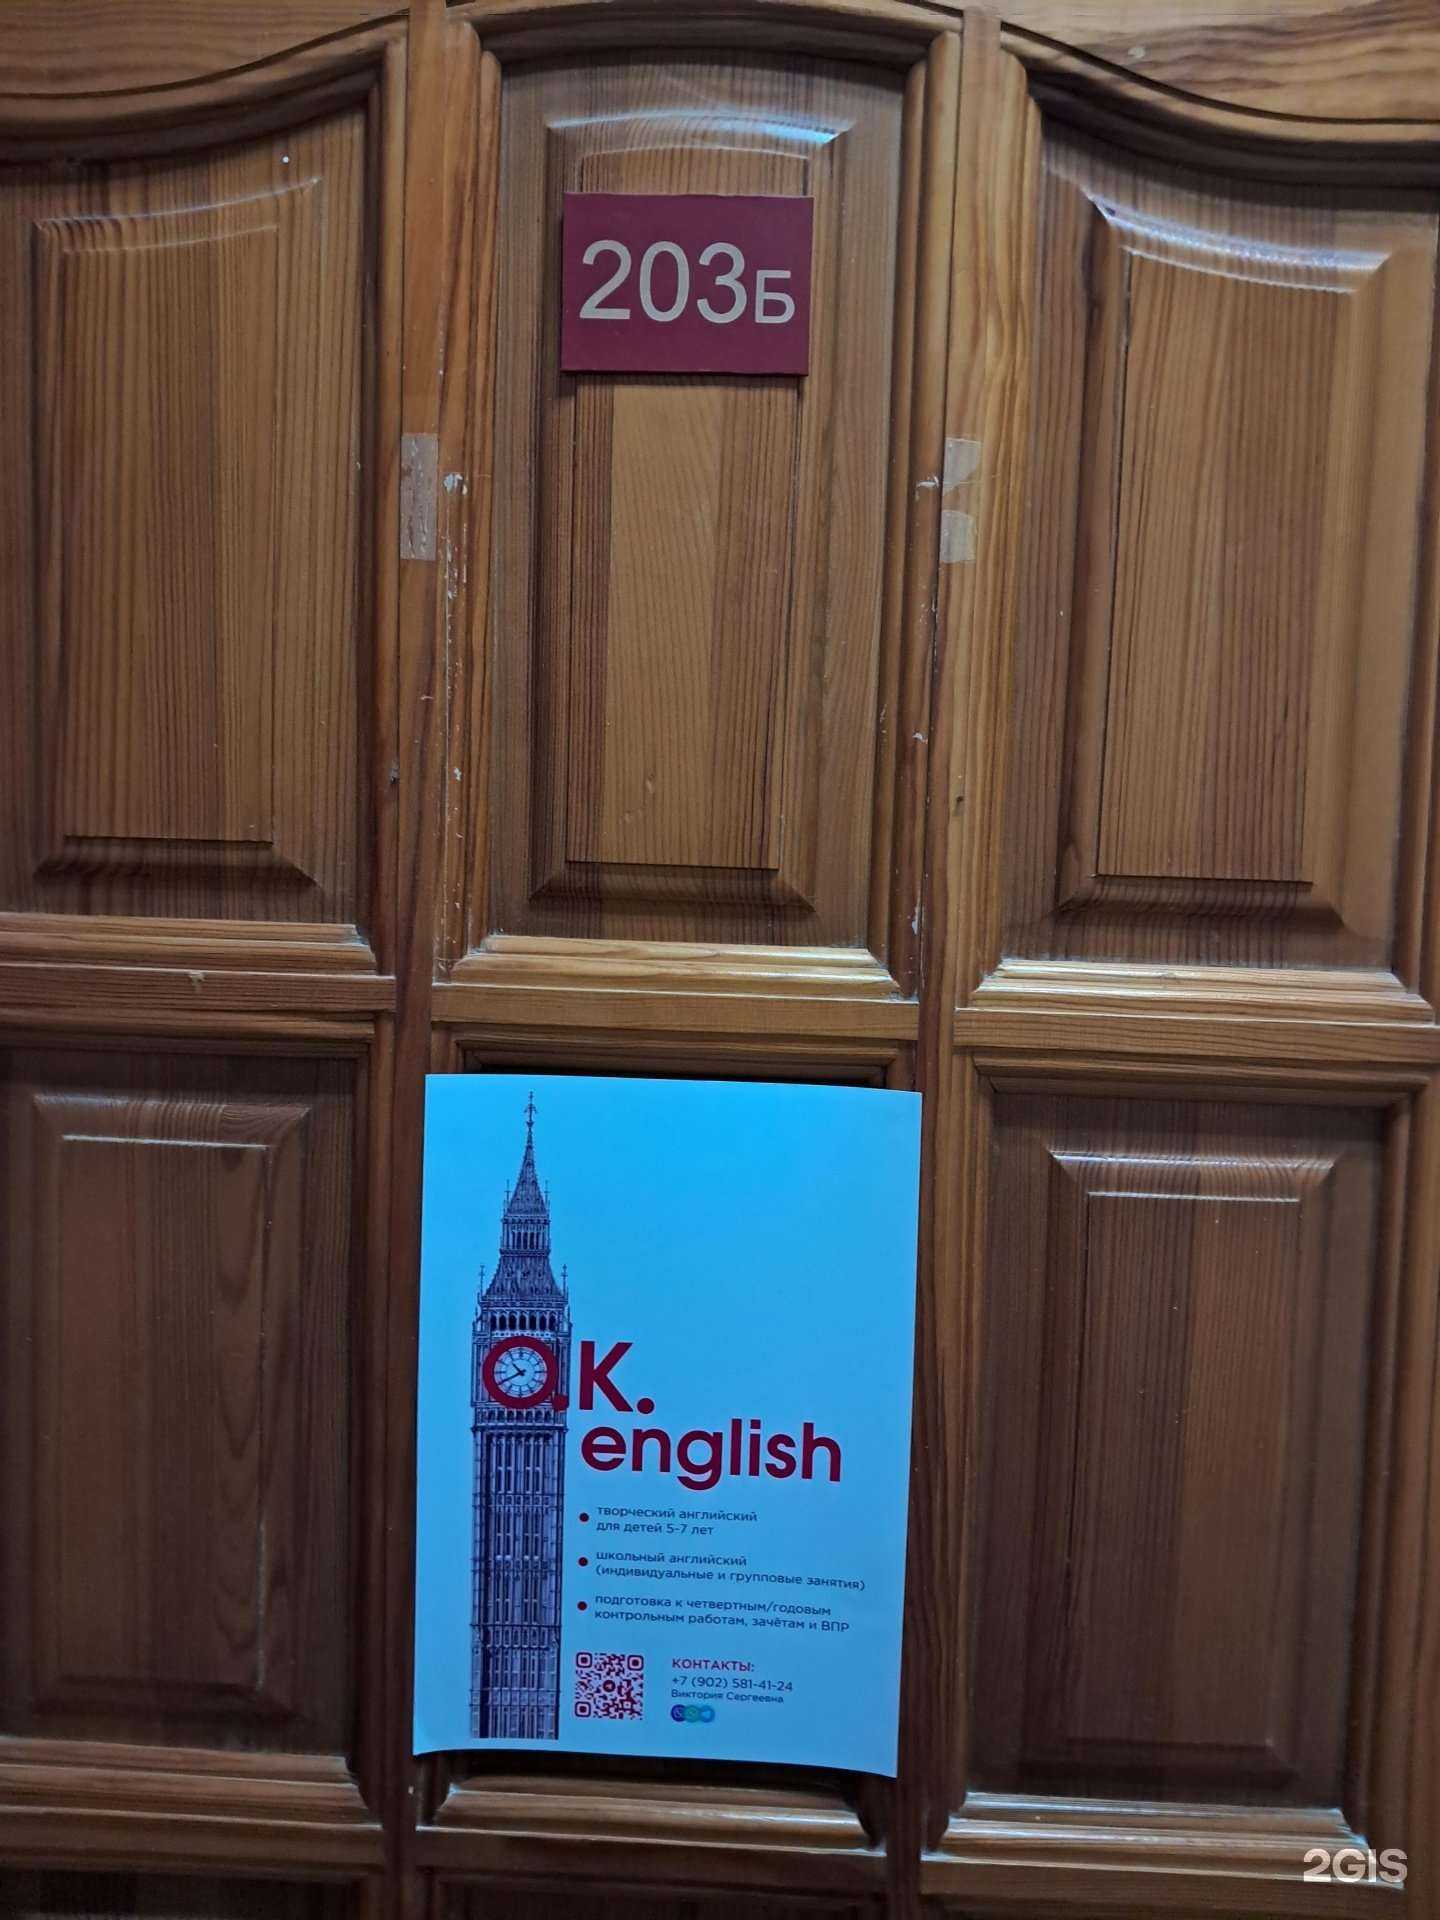 203Б
O.K.
english
творческий английский
для детей 5-7 лет
школьный английский
(индивидуальные и групповые занятия)
подготовка к четвертным/годовым
контрольным работам, зачётам и ВПР
КОНТАКТЫ:
+7 (902) 581-41-24
Виктория Сергеевна
2GIS